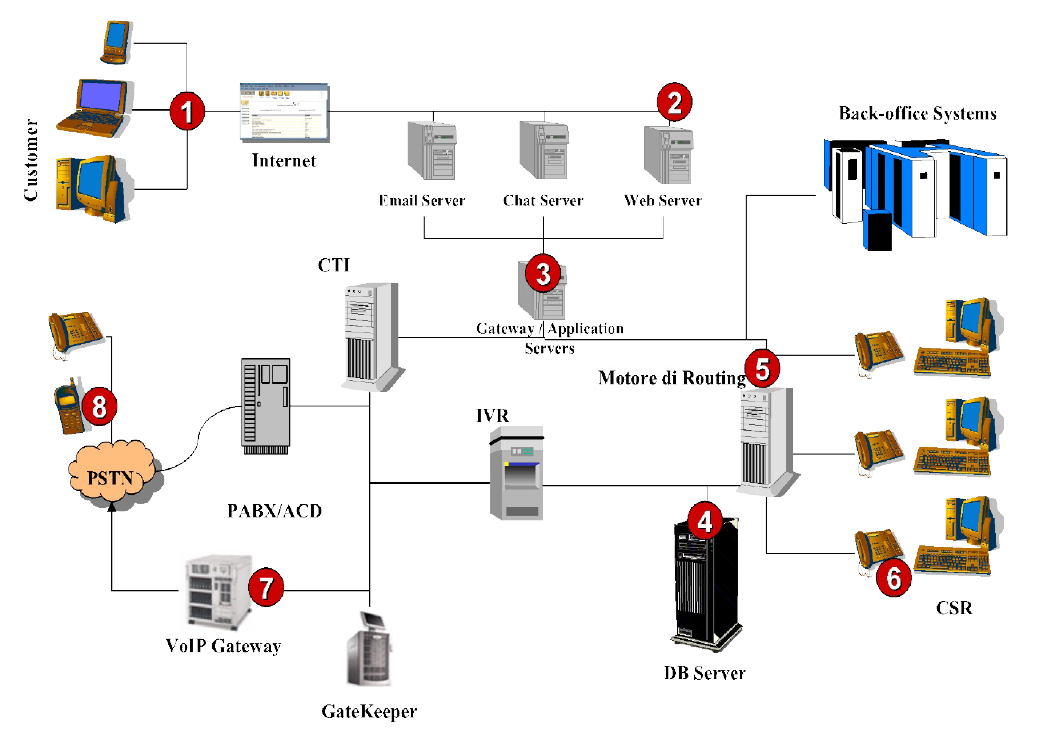 1
2
Back-office Systems
Customer
Internet
Email Server
Chat Server
Web Server
CTI
3
Gateway / Application
Servers
Motore di Routing
5
8
IVR
PSTN
PABX/ACD
4
6
7
CSR
VoIP Gateway
DB Server
GateKeeper